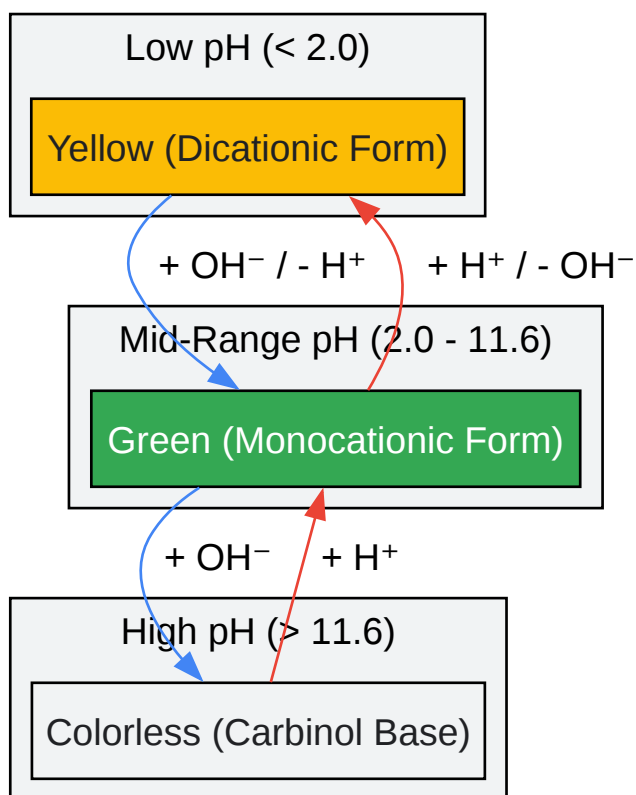 Low pH (< 2.0)
Yellow (Dicationic Form)
+ OH⁻ / - H⁺
+ H⁺ / - OH⁻
Mid-Range pH (2.0 - 11.6)
Green (Monocationic Form)
+ OH⁻
+ H⁺
High pH (> 11.6)
Colorless (Carbinol Base)